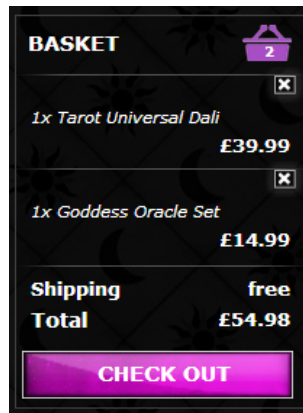 BASKET
2
1x Tarot Universal Dali
£39.99
1x Goddess Oracle Set
£14.99
Shipping free
Total £54.98
CHECK OUT